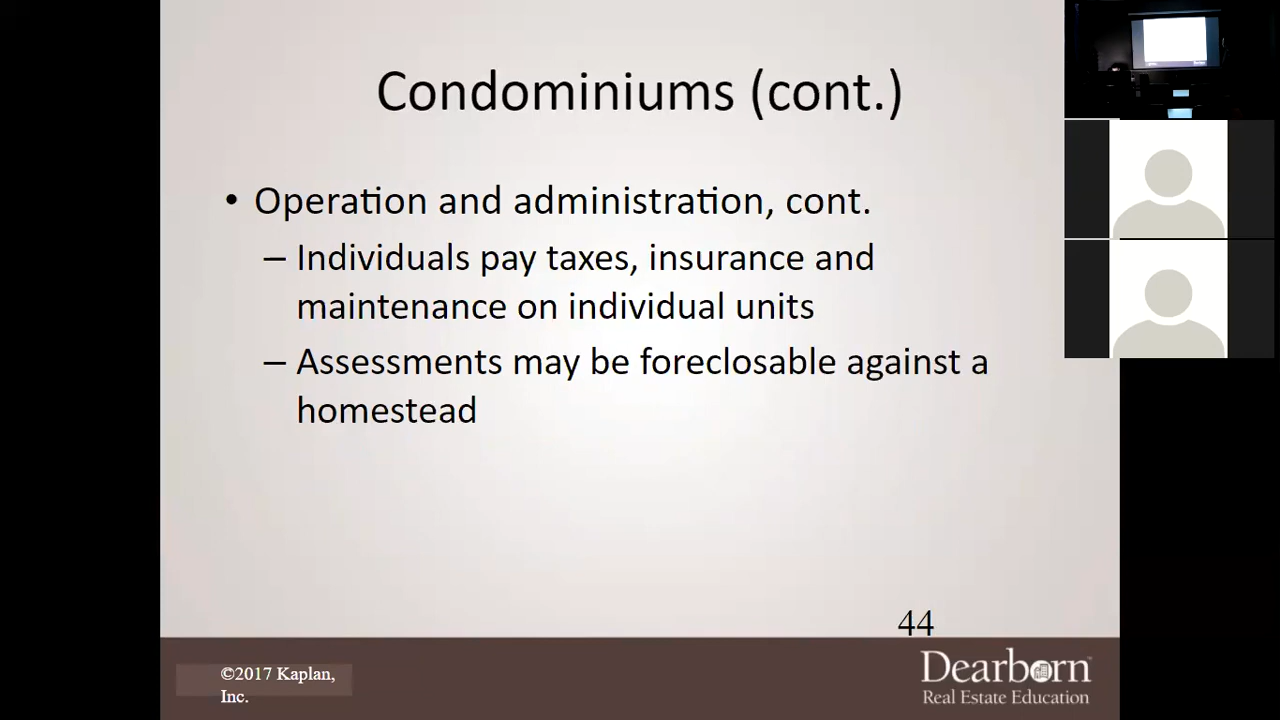 Condominiums (cont.)
• Operation and administration, cont.
– Individuals pay taxes, insurance and
maintenance on individual units
– Assessments may be foreclosable against a
homestead
44
©2017 Kaplan,
Inc.
Dearborn
Real Estate Education